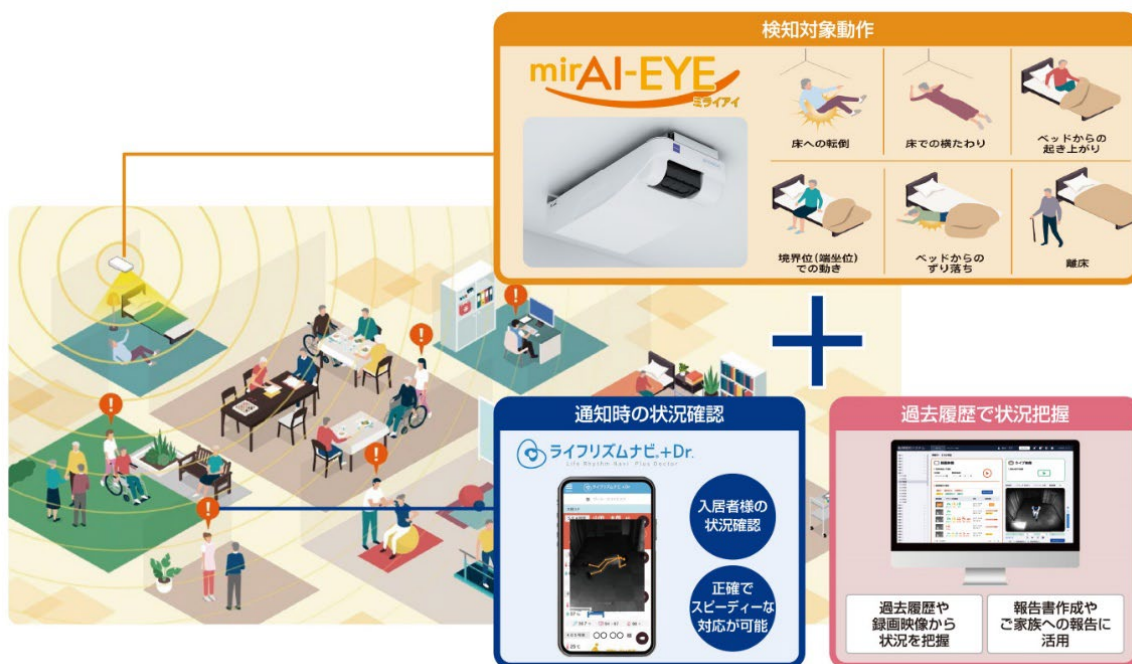 検知対象動作
mirAI-EYE
ミライアイ
床への転倒
床での横たわり
ベッドからの
起き上がり
境界位(端坐位)
での動き
ベッドからの
ずり落ち
離床
!
!
!
!
!
通知時の状況確認
ライフリズムナビ®+Dr.
Life Rhythm Navi Plus Doctor
入居者様の
状況確認
正確で
スピーディーな
対応が可能
過去履歴で状況把握
過去履歴や
録画映像から
状況を把握
報告書作成や
ご家族への報告に
活用